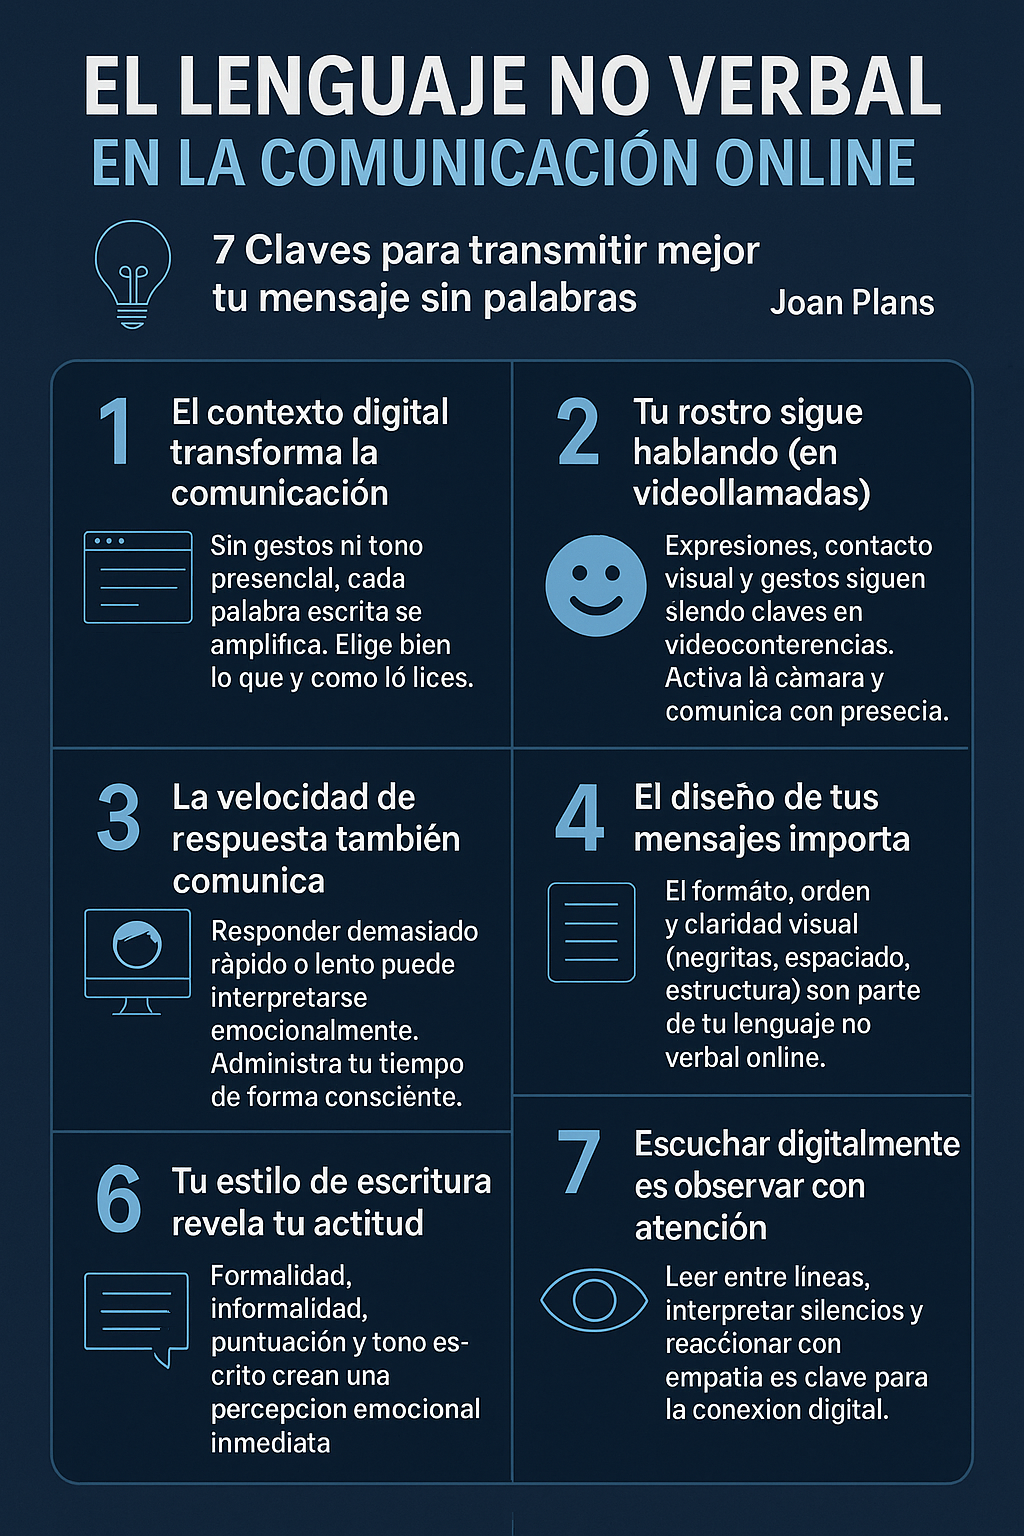 EL LENGUAJE NO VERBAL
EN LA COMUNICACIÓN ONLINE
7 Claves para transmitir mejor
tu mensaje sin palabras
Joan Plans
1
El contexto digital
transforma la
comunicación
Sin gestos ni tono
presenclal, cada
palabra escrita se
amplifica. Elige bien
lo que y como ló lices.
2
Tu rostro sigue
hablando (en
videollamadas)
Expresiones, contacto
visual y gestos siguen
ślendo claves en
videoconterencias.
Activa là càmara y
comunica con presecia.
3
La velocidad de
respuesta también
comunica
Responder demasiado
ràpido o lento puede
interpretarse
emocionalmente.
Administra tu tiempo
de forma consciėnte.
4
El diseño de tus
mensajes importa
El formáto, orden
y claridad visual
(negritas, espaciado,
estructura) son parte
de tu lenguaje no
verbal online.
6
Tu estilo de escritura
revela tu actitud
Formalidad,
informalidad,
puntuación y tono es-
crito crean una
percepcion emocional
inmediata
7
Escuchar digitalmente
es observar con
atención
Leer entre líneas,
interpretar silencios y
reacćionar con
empatia es clave para
la conexion digital.